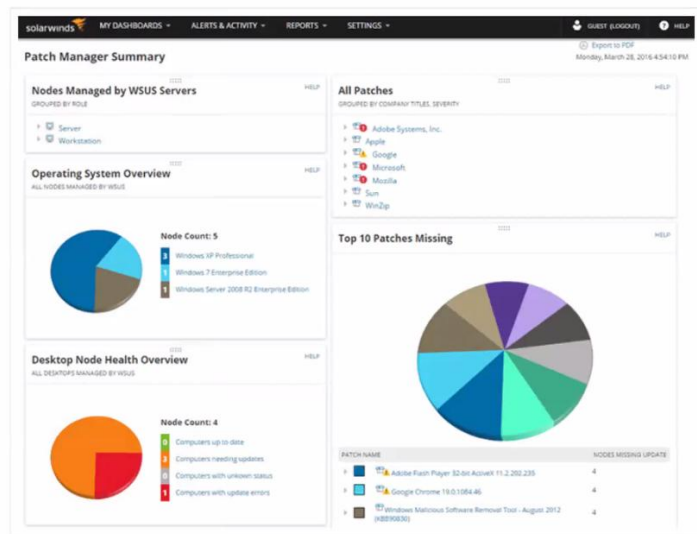 solarwinds MY DASHBOARDS ALERTS & ACTIVITY REPORTS SETTINGS GUEST (LOGOUT) HELP
Patch Manager Summary
Export to PDF
Monday, March 28, 2016 4:54:10 PM
Nodes Managed by WSUS Servers HELP
GROUPED BY ROLE
Server
Workstation
Operating System Overview HELP
ALL NODES MANAGED BY WSUS
Node Count: 5
3 Windows XP Professional
1 Windows 7 Enterprise Edition
1 Windows Server 2008 R2 Enterprise Edition
Desktop Node Health Overview HELP
ALL DESKTOPS MANAGED BY WSUS
Node Count: 4
0 Computers up to date
3 Computers needing updates
0 Computers with unkown status
1 Computers with update errors
All Patches HELP
GROUPED BY COMPANY TITLES, SEVERITY
Adobe Systems, Inc.
Apple
Google
Microsoft
Mozilla
Sun
WinZip
Top 10 Patches Missing HELP
PATCH NAME NODES MISSING UPDATE
Adobe Flash Player 32-bit ActiveX 11.2.202.235 4
Google Chrome 19.0.1084.46 4
Windows Malicious Software Removal Tool - August 2012 4
(KB890830)